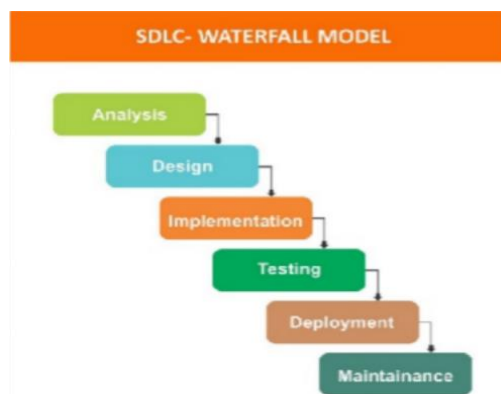 SDLC- WATERFALL MODEL
Analysis
Design
Implementation
Testing
Deployment
Maintainance